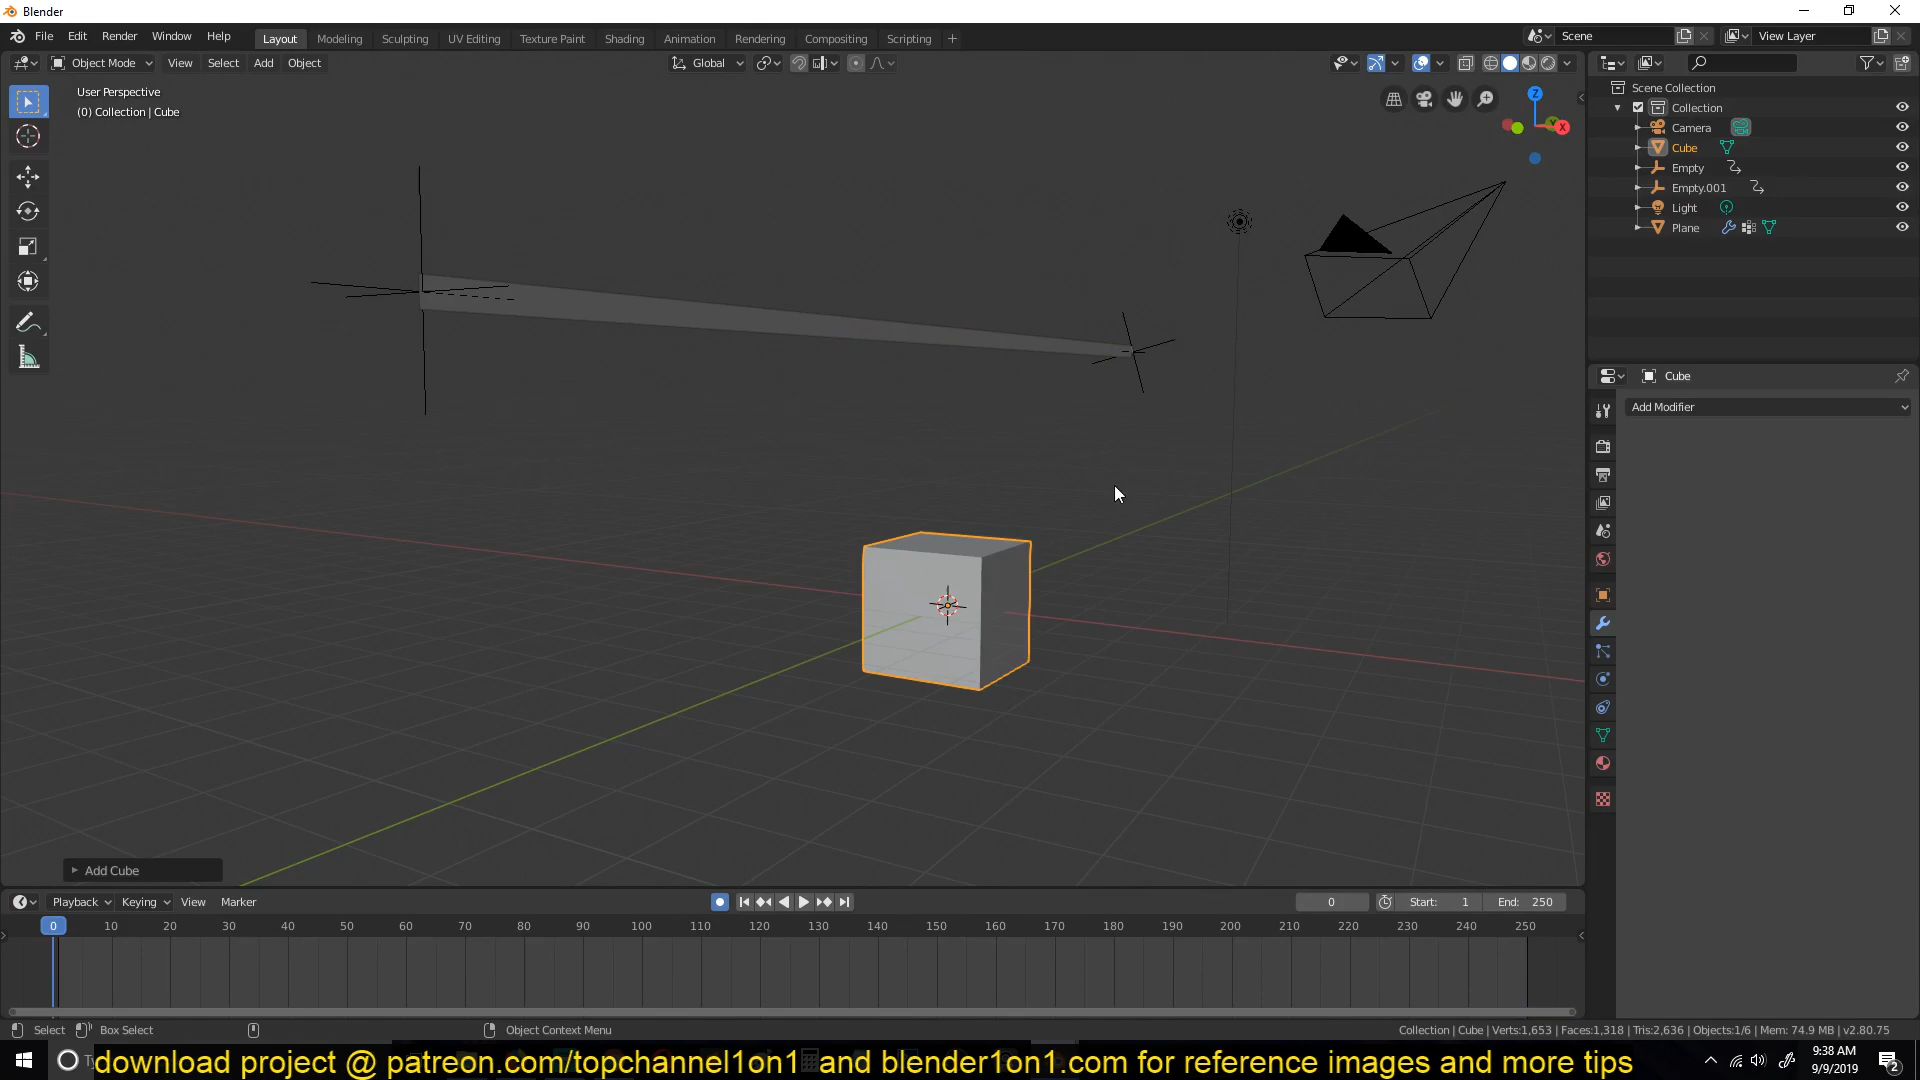 Blender
File Edit Render Window Help
Layout Modeling Sculpting UV Editing Texture Paint Shading Animation Rendering Compositing Scripting +
Scene View Layer
Object Mode View Select Add Object
Global
User Perspective
(0) Collection | Cube
Z
Y
X
Scene Collection
Collection
Camera
Cube
Empty
Empty.001
Light
Plane
Cube
Add Modifier
Add Cube
Playback Keying View Marker
0 Start: 1 End: 250
0 10 20 30 40 50 60 70 80 90 100 110 120 130 140 150 160 170 180 190 200 210 220 230 240 250
Select Box Select Object Context Menu
Collection | Cube | Verts:1,653 | Faces:1,318 | Tris:2,636 | Objects:1/6 | Mem: 74.9 MB | v2.80.75
download project @ patreon.com/topchannel1on1 and blender1on1.com for reference images and more tips
9:38 AM
9/9/2019
2